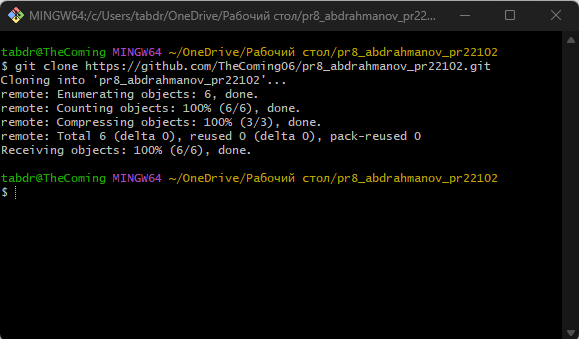 MINGW64:/c/Users/tabdr/OneDrive/Рабочий стол/pr8_abdrahmanov_pr22...
tabdr@TheComing MINGW64 ~/OneDrive/Рабочий стол/pr8_abdrahmanov_pr22102
$ git clone https://github.com/TheComing06/pr8_abdrahmanov_pr22102.git
Cloning into 'pr8_abdrahmanov_pr22102'...
remote: Enumerating objects: 6, done.
remote: Counting objects: 100% (6/6), done.
remote: Compressing objects: 100% (3/3), done.
remote: Total 6 (delta 0), reused 0 (delta 0), pack-reused 0
Receiving objects: 100% (6/6), done.
tabdr@TheComing MINGW64 ~/OneDrive/Рабочий стол/pr8_abdrahmanov_pr22102
$